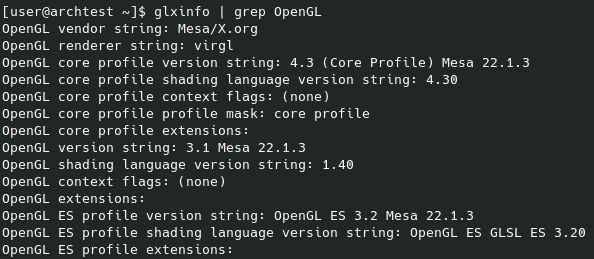 [user@archtest ~]$ glxinfo | grep OpenGL
OpenGL vendor string: Mesa/X.org
OpenGL renderer string: virgl
OpenGL core profile version string: 4.3 (Core Profile) Mesa 22.1.3
OpenGL core profile shading language version string: 4.30
OpenGL core profile context flags: (none)
OpenGL core profile profile mask: core profile
OpenGL core profile extensions:
OpenGL version string: 3.1 Mesa 22.1.3
OpenGL shading language version string: 1.40
OpenGL context flags: (none)
OpenGL extensions:
OpenGL ES profile version string: OpenGL ES 3.2 Mesa 22.1.3
OpenGL ES profile shading language version string: OpenGL ES GLSL ES 3.20
OpenGL ES profile extensions: